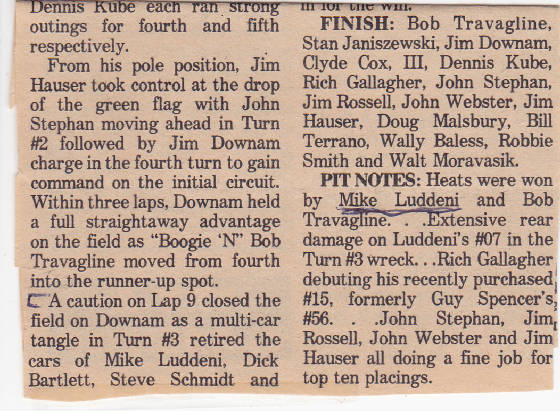 Dennis Kube each ran strong
outings for fourth and fifth
respectively.
From his pole position, Jim
Hauser took control at the drop
of the green flag with John
Stephan moving ahead in Turn
#2 followed by Jim Downam
charge in the fourth turn to gain
command on the initial circuit.
Within three laps, Downam held
a full straightaway advantage
on the field as "Boogie 'N" Bob
Travagline moved from fourth
into the runner-up spot.
A caution on Lap 9 closed the
field on Downam as a multi-car
tangle in Turn #3 retired the
cars of Mike Luddeni, Dick
Bartlett, Steve Schmidt and
in for the win.
FINISH: Bob Travagline,
Stan Janiszewski, Jim Downam,
Clyde Cox, III, Dennis Kube,
Rich Gallagher, John Stephan,
Jim Rossell, John Webster, Jim
Hauser, Doug Malsbury, Bill
Terrano, Wally Baless, Robbie
Smith and Walt Moravasik.
PIT NOTES: Heats were won
by Mike Luddeni and Bob
Travagline. . .Extensive rear
damage on Luddeni's #07 in the
Turn #3 wreck. . .Rich Gallagher
debuting his recently purchased
#15, formerly Guy Spencer's
#56. . .John Stephan, Jim
Rossell, John Webster and Jim
Hauser all doing a fine job for
top ten placings.